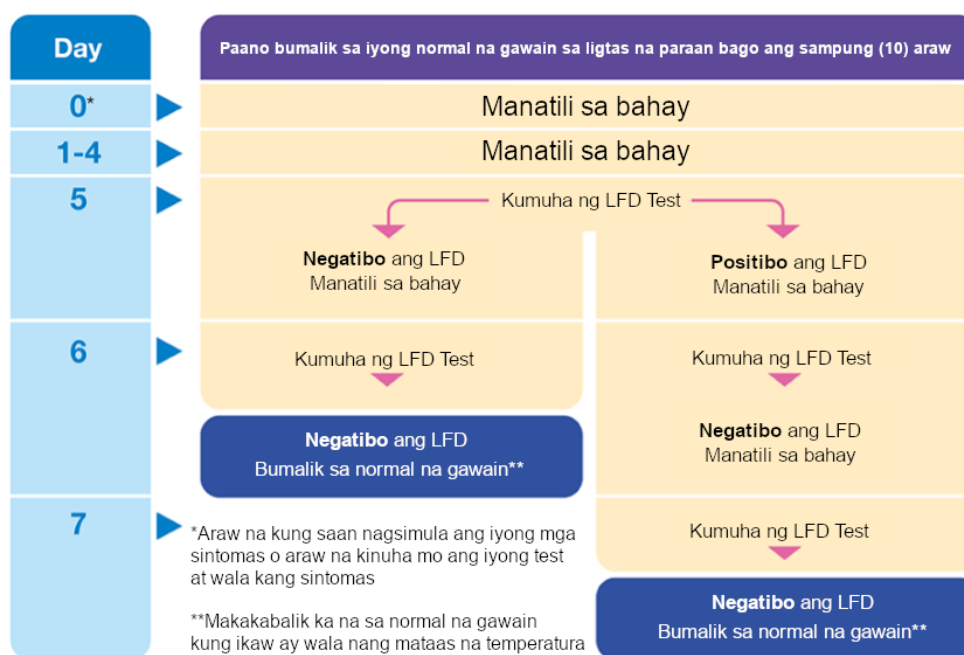 Day
Paano bumalik sa iyong normal na gawain sa ligtas na paraan bago ang sampung (10) araw
0*
Manatili sa bahay
1-4
Manatili sa bahay
5
Kumuha ng LFD Test
Negatibo ang LFD
Manatili sa bahay
Positibo ang LFD
Manatili sa bahay
6
Kumuha ng LFD Test
Negatibo ang LFD
Bumalik sa normal na gawain**
Kumuha ng LFD Test
Negatibo ang LFD
Manatili sa bahay
7
*Araw na kung saan nagsimula ang iyong mga
sintomas o araw na kinuha mo ang iyong test
at wala kang sintomas
**Makakabalik ka na sa normal na gawain
kung ikaw ay wala nang mataas na temperatura
Kumuha ng LFD Test
Negatibo ang LFD
Bumalik sa normal na gawain**